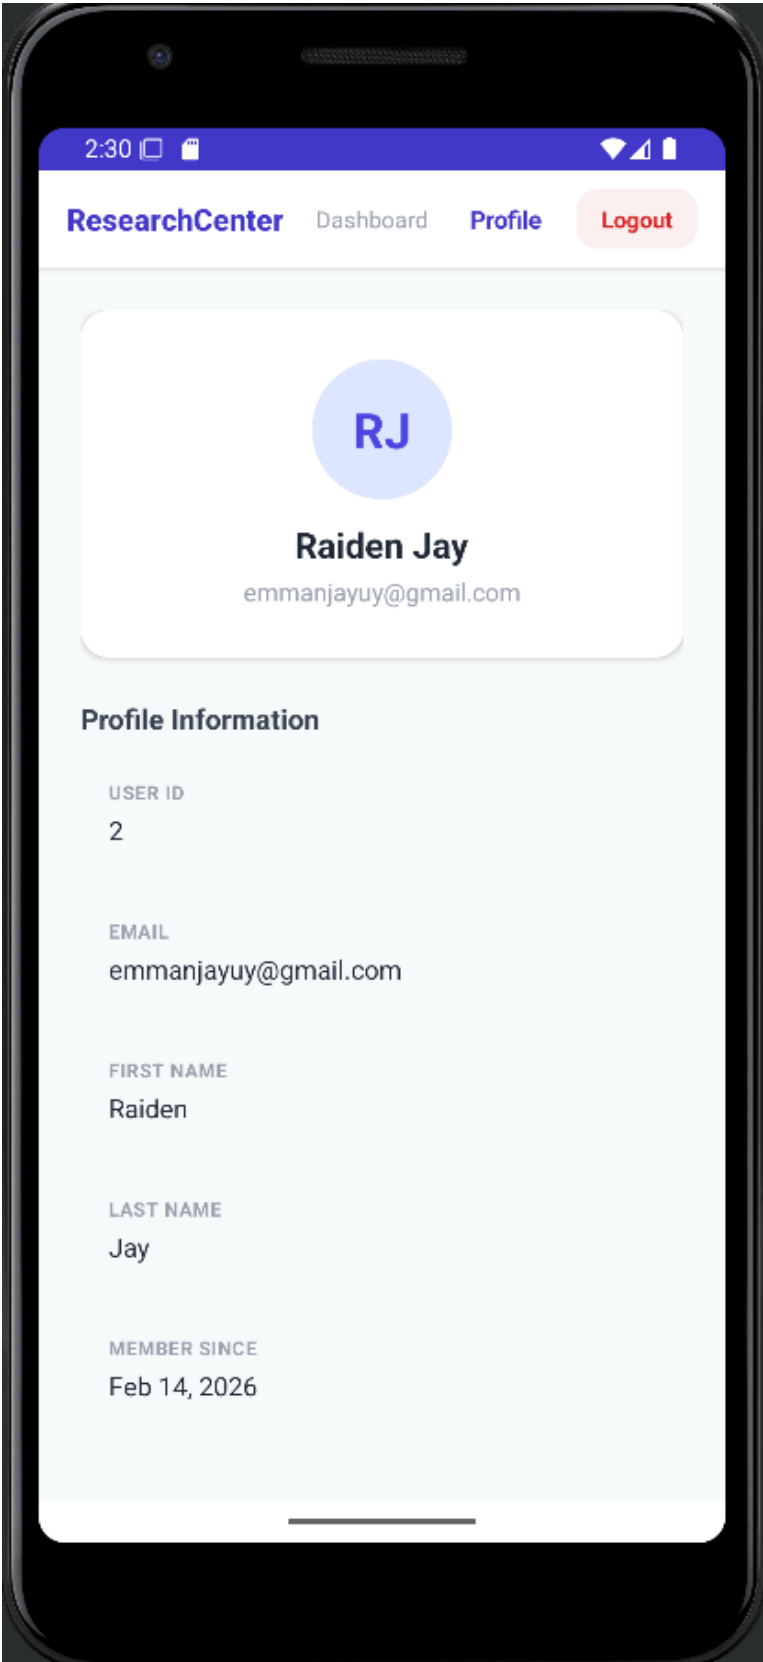 2:30
ResearchCenter Dashboard Profile Logout
RJ
Raiden Jay
emmanjayuy@gmail.com
Profile Information
USER ID
2
EMAIL
emmanjayuy@gmail.com
FIRST NAME
Raiden
LAST NAME
Jay
MEMBER SINCE
Feb 14, 2026